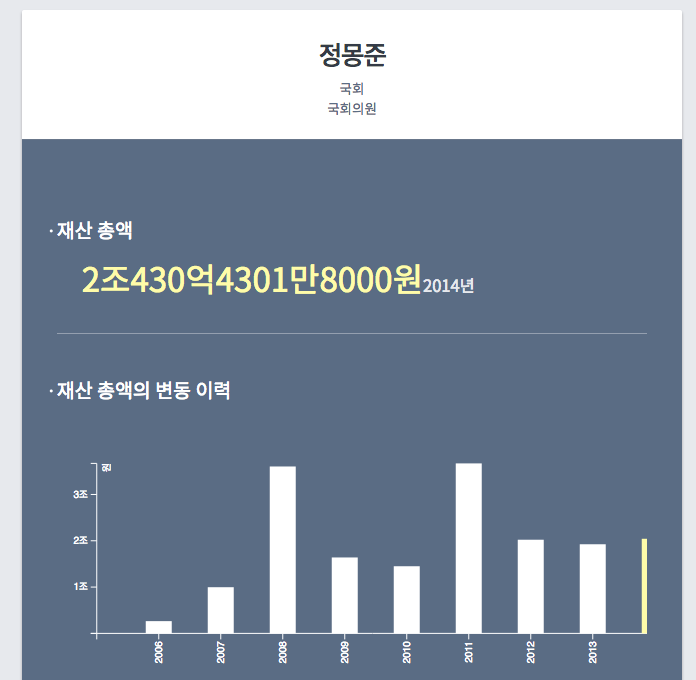 정몽준
국회
국회의원
· 재산 총액
2조430억4301만8000원2014년
· 재산 총액의 변동 이력
원
3조
2조
1조
2006 2007 2008 2009 2010 2011 2012 2013